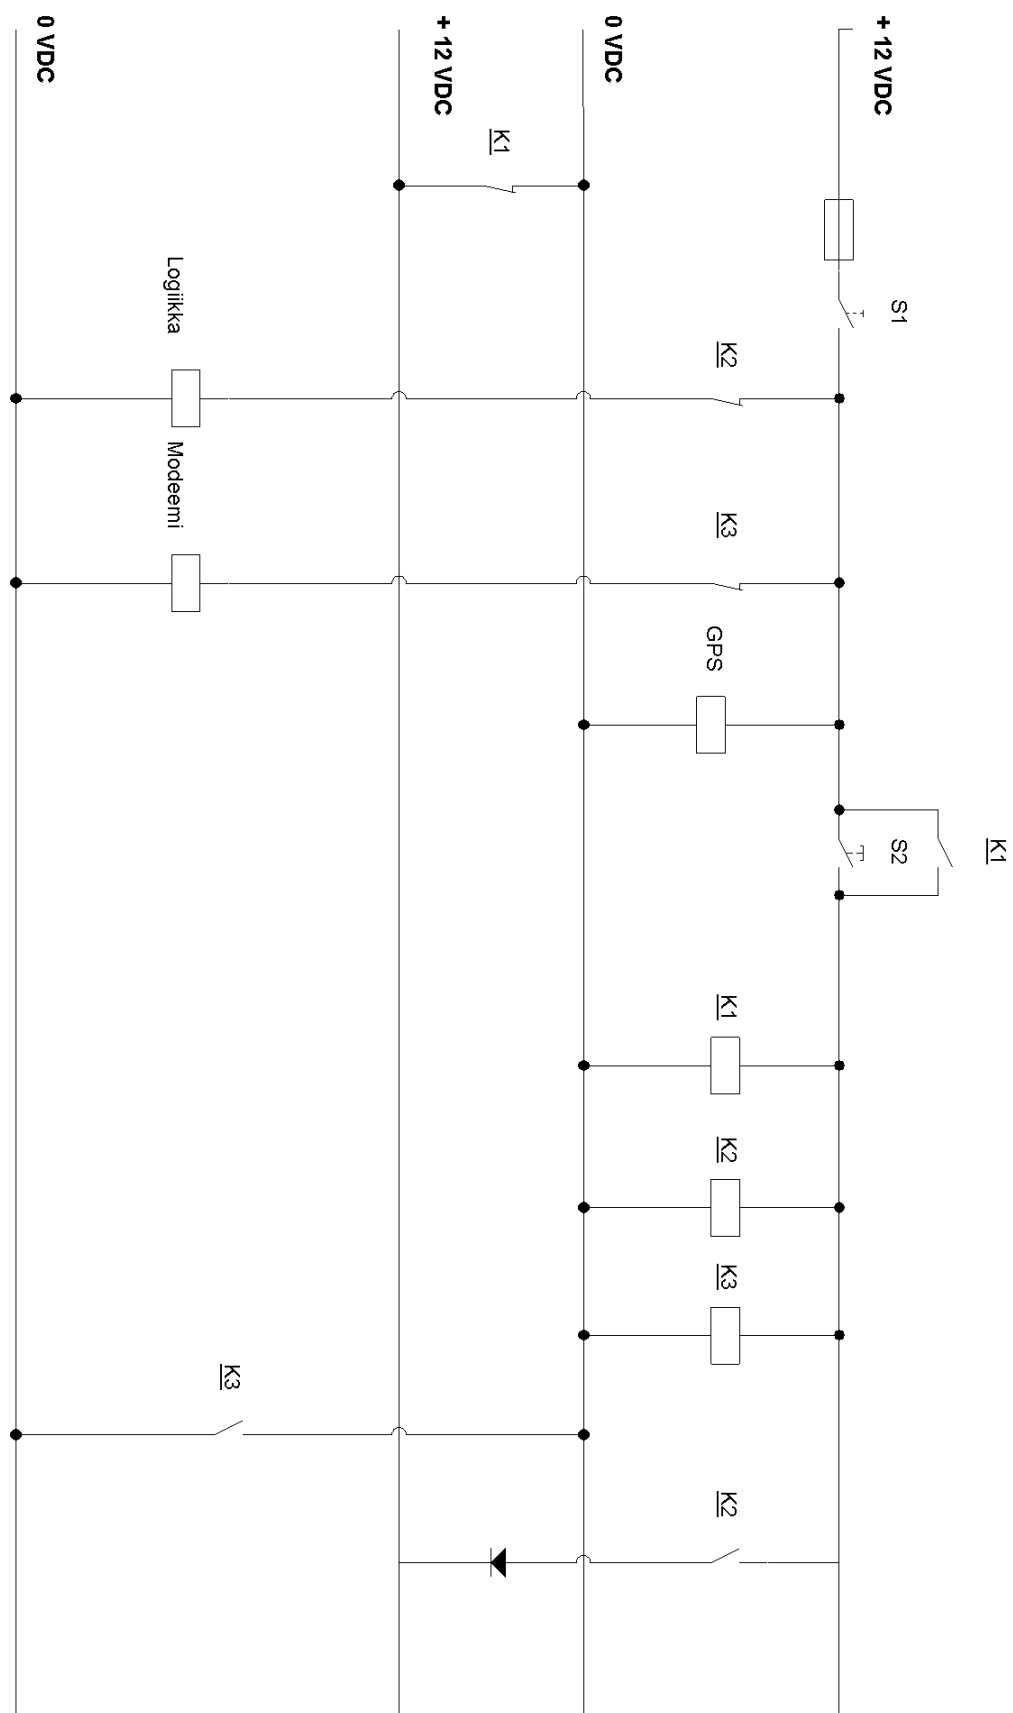 + 12 VDC
0 VDC
+ 12 VDC
0 VDC
K1
S1
K2
Logiikka
K3
Modeemi
GPS
K1
S2
K1
K2
K3
K3
K2